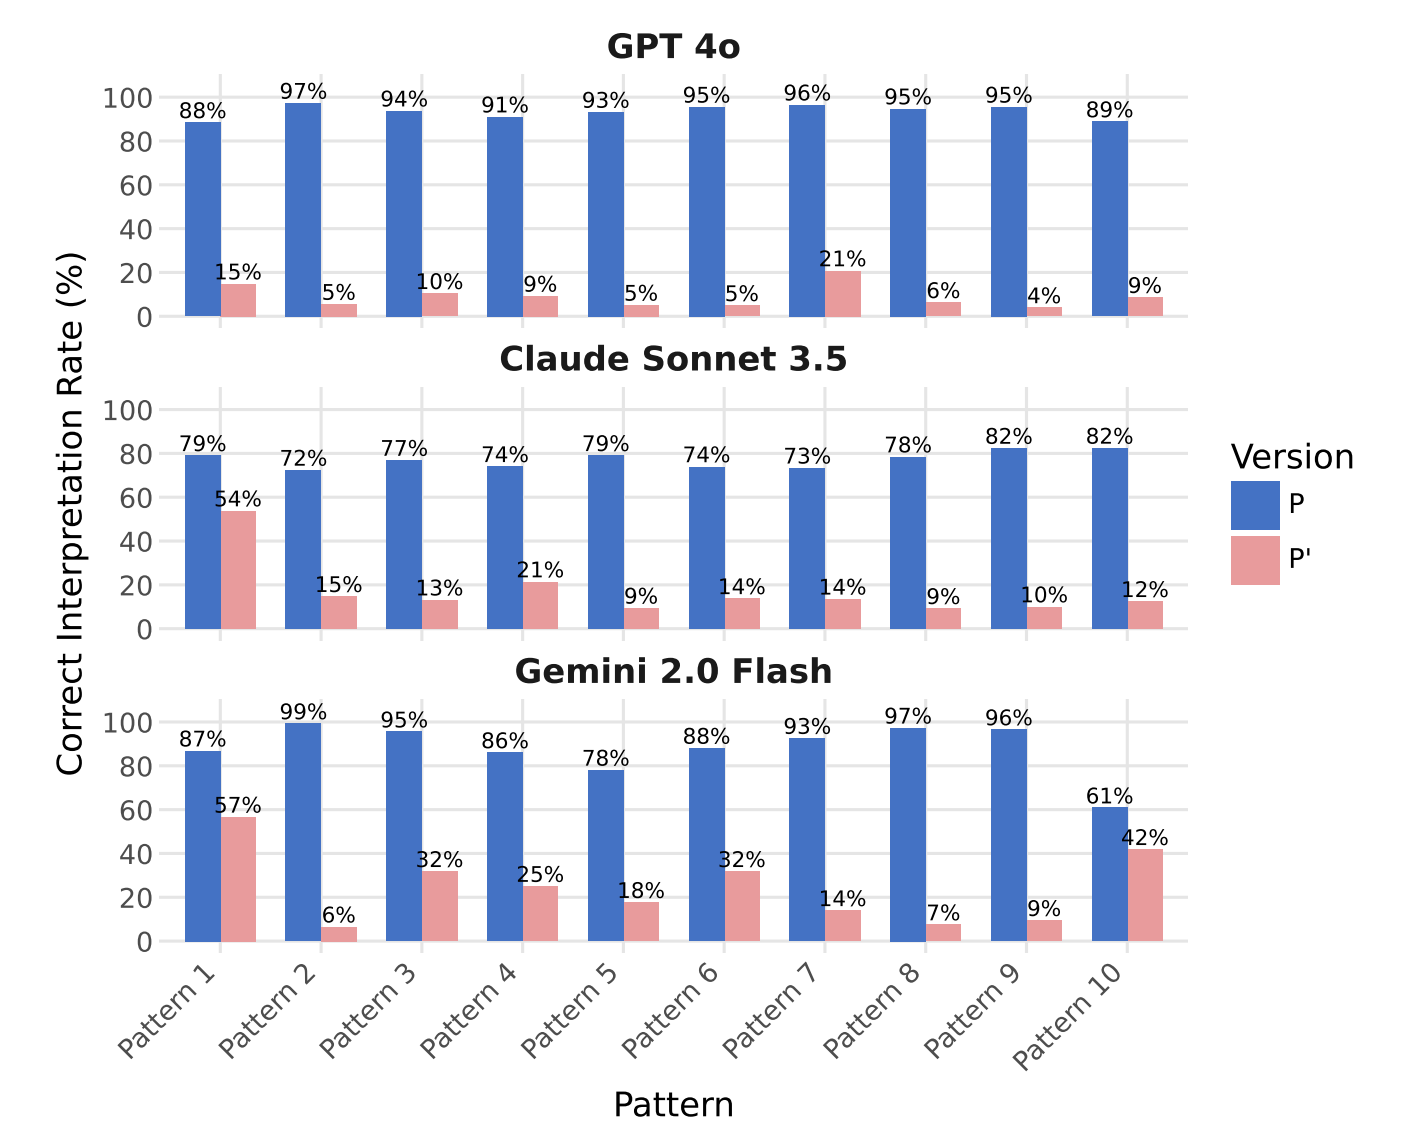 GPT 4o
100
80
60
40
20
0
88% 97% 94% 91% 93% 95% 96% 95% 95% 89%
15% 5% 10% 9% 5% 5% 21% 6% 4% 9%
Claude Sonnet 3.5
100
80
60
40
20
0
79% 72% 77% 74% 79% 74% 73% 78% 82% 82%
54% 15% 13% 21% 9% 14% 14% 9% 10% 12%
Gemini 2.0 Flash
100
80
60
40
20
0
87% 99% 95% 86% 78% 88% 93% 97% 96% 61%
57% 6% 32% 25% 18% 32% 14% 7% 9% 42%
Pattern 1
Pattern 2
Pattern 3
Pattern 4
Pattern 5
Pattern 6
Pattern 7
Pattern 8
Pattern 9
Pattern 10
Pattern
Correct Interpretation Rate (%)
Version
P
P'